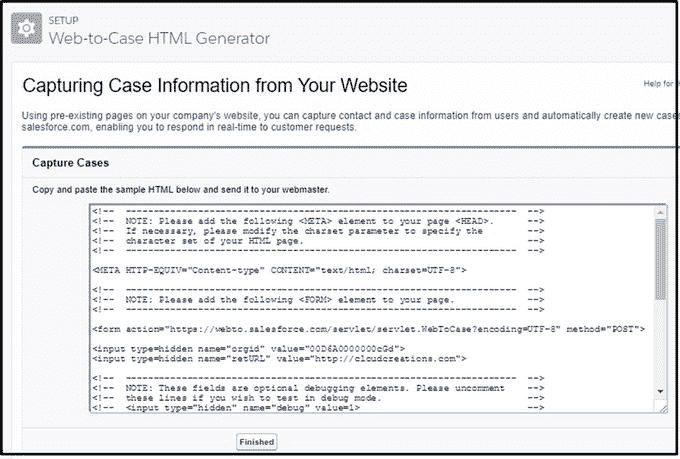 SETUP
Web-to-Case HTML Generator
Capturing Case Information from Your Website
Help for
Using pre-existing pages on your company's website, you can capture contact and case information from users and automatically create new cases
salesforce.com, enabling you to respond in real-time to customer requests.
Capture Cases
Copy and paste the sample HTML below and send it to your webmaster.
<!-- ---------------------------------------------------------------------- -->
<!-- NOTE: Please add the following <META> element to your page <HEAD>. -->
<!-- If necessary, please modify the charset parameter to specify the -->
<!-- character set of your HTML page. -->
<!-- ---------------------------------------------------------------------- -->
<META HTTP-EQUIV="Content-type" CONTENT="text/html; charset=UTF-8">
<!-- ---------------------------------------------------------------------- -->
<!-- NOTE: Please add the following <FORM> element to your page. -->
<!-- ---------------------------------------------------------------------- -->
<form action="https://webto.salesforce.com/servlet/servlet.WebToCase?encoding=UTF-8" method="POST">
<input type=hidden name="orgid" value="00D6A0000000cGd">
<input type=hidden name="retURL" value="http://cloudcreations.com">
<!-- ---------------------------------------------------------------------- -->
<!-- NOTE: These fields are optional debugging elements. Please uncomment -->
<!-- these lines if you wish to test in debug mode. -->
<!-- <input type="hidden" name="debug" value=1> -->
Finished